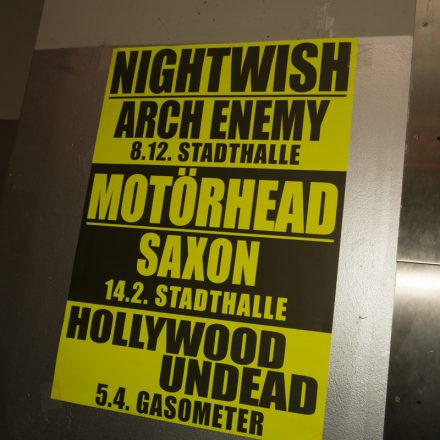 NIGHTWISH
ARCH ENEMY
8.12. STADTHALLE
MOTÖRHEAD
SAXON
14.2. STADTHALLE
HOLLYWOOD
UNDEAD
5.4. GASOMETER